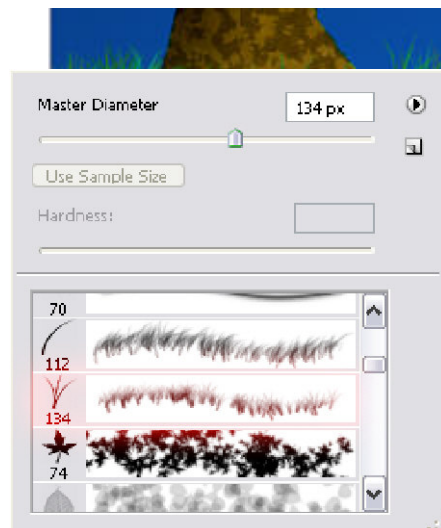 Master Diameter
134 px
Use Sample Size
Hardness:
70
112
134
74